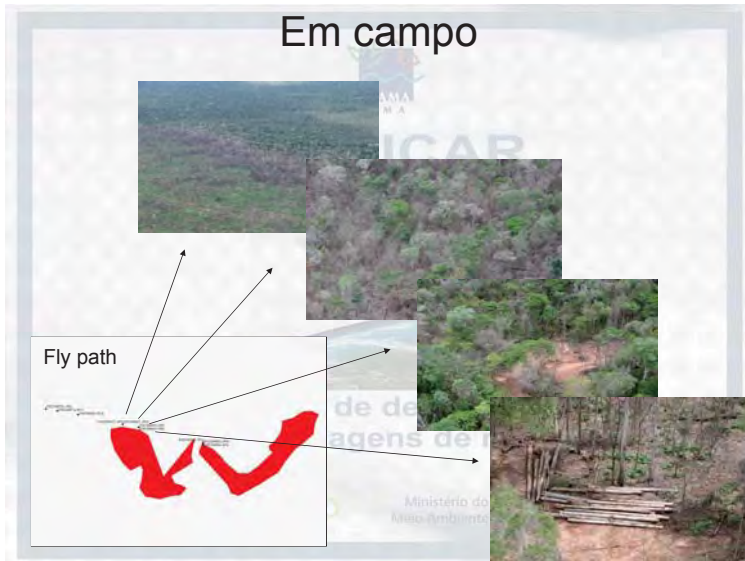 Em campo
AMA
M A
ICAR
Fly path
de de
agens de
Ministério do
Meio Ambiente